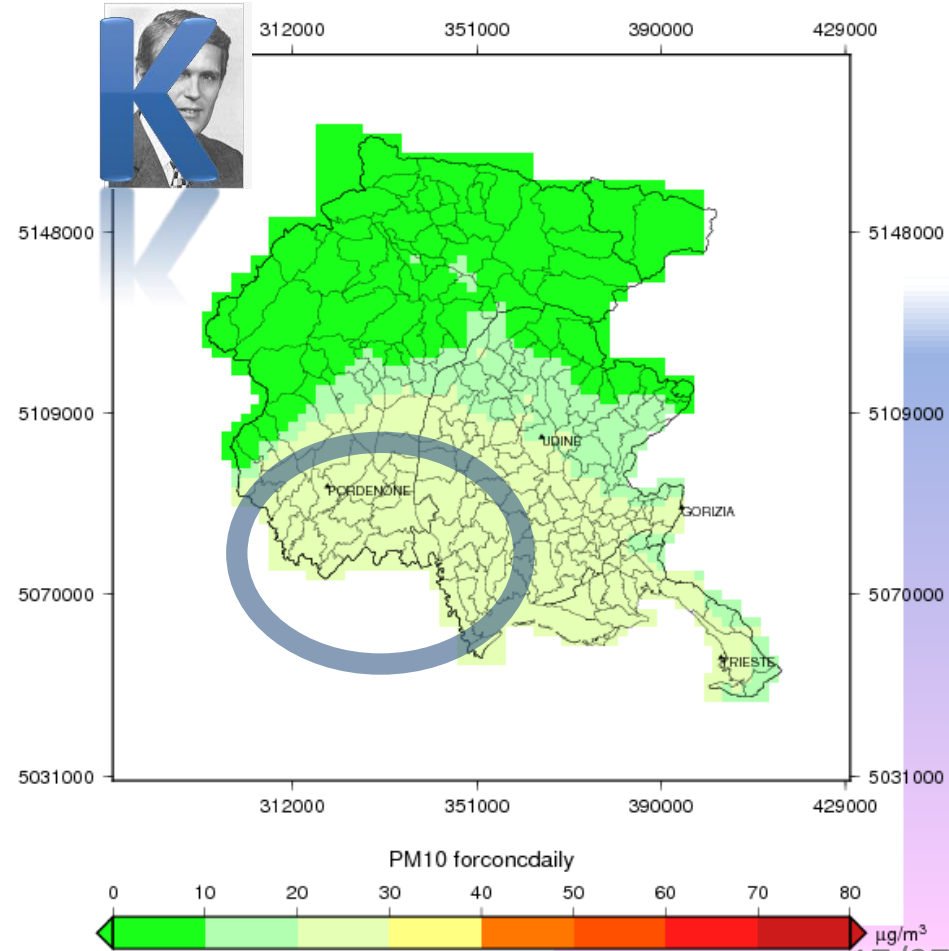 312000 351000 390000 429000
K
5148000 5148000
5109000 5109000
UDINE
PORDENONE
GORIZIA
5070000 5070000
TRIESTE
5031000 5031000
312000 351000 390000 429000
PM10 forconcdaily
0 10 20 30 40 50 60 70 80
µg/m³